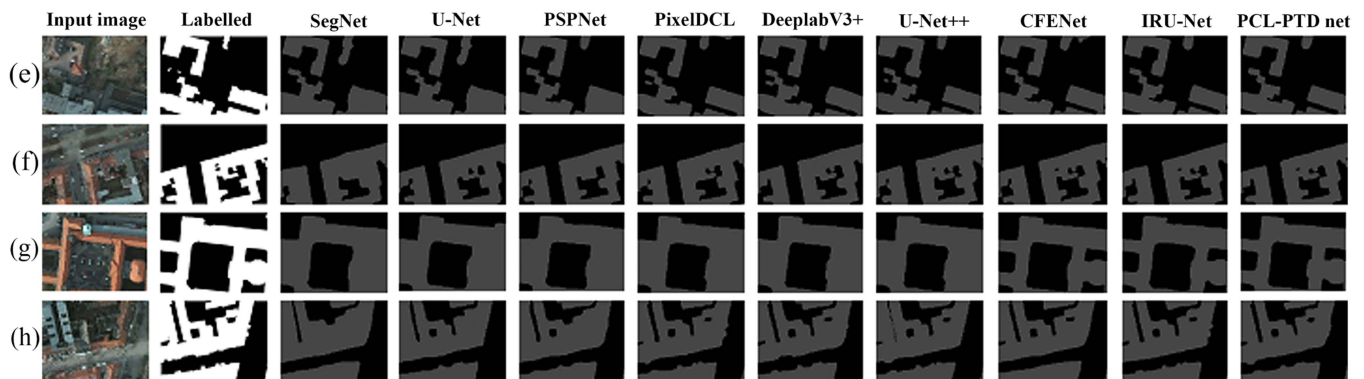 Input image Labelled SegNet U-Net PSPNet PixelDCL DeeplabV3+ U-Net++ CFENet IRU-Net PCL-PTD net
(e)
(f)
(g)
(h)